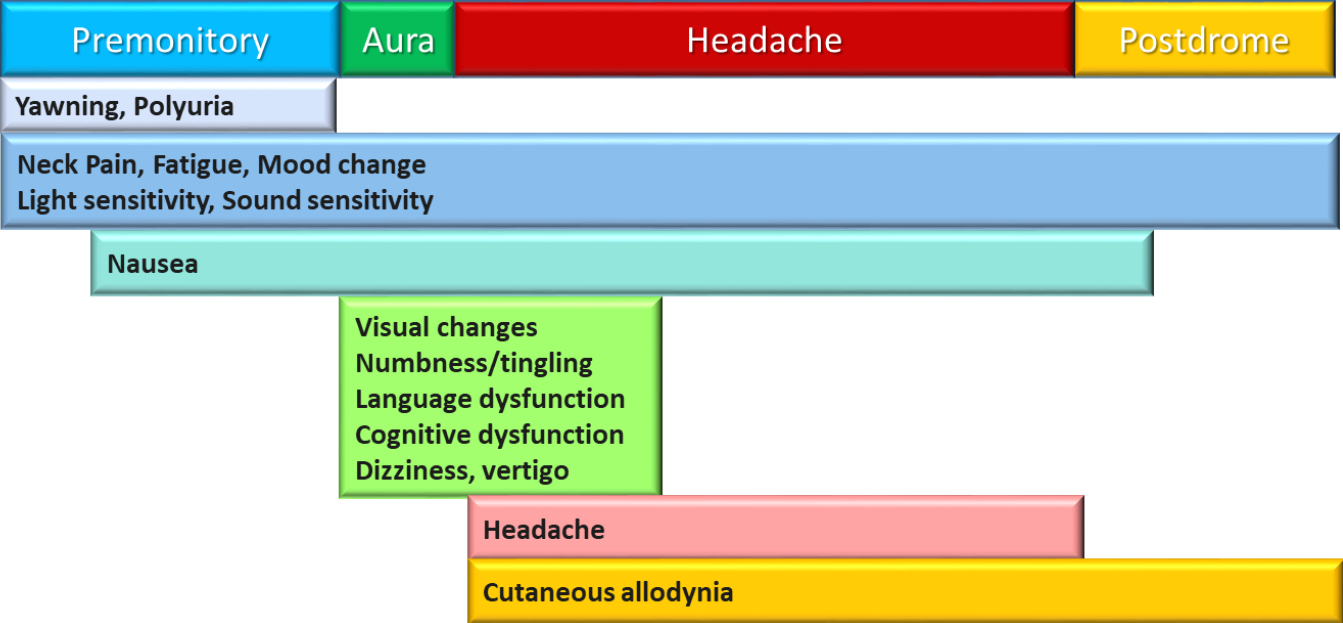 Premonitory
Aura
Headache
Postdrome
Yawning, Polyuria
Neck Pain, Fatigue, Mood change
Light sensitivity, Sound sensitivity
Nausea
Visual changes
Numbness/tingling
Language dysfunction
Cognitive dysfunction
Dizziness, vertigo
Headache
Cutaneous allodynia